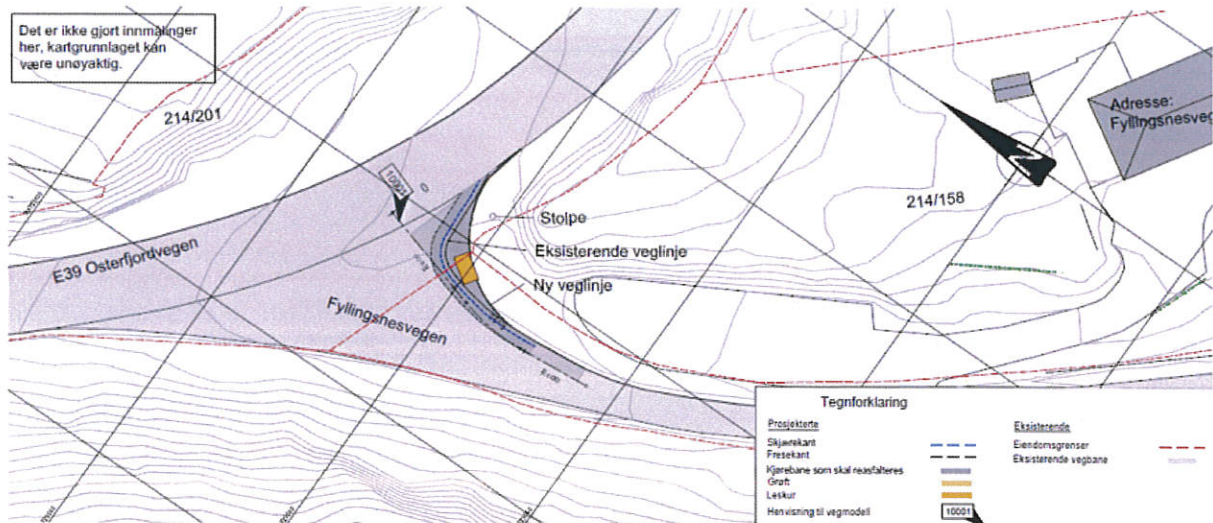 Det er ikke gjort innmålinger
her, kartgrunnlaget kan
være unøyaktig.
214/201
10001
E39 Osterfjordvegen
Fyllingsnesvegen
Stolpe
Eksisterende veglinje
Ny veglinje
N
214/158
Adresse:
Fyllingsnesveg
Tegnforklaring
Prosjekterte
Skjærekant
Fresekant
Kjørebane som skal reasfalteres
Grøft
Leskur
Henvisning til vegmodell
10001
Eksisterende
Eiendomsgrenser
Eksisterende vegbane